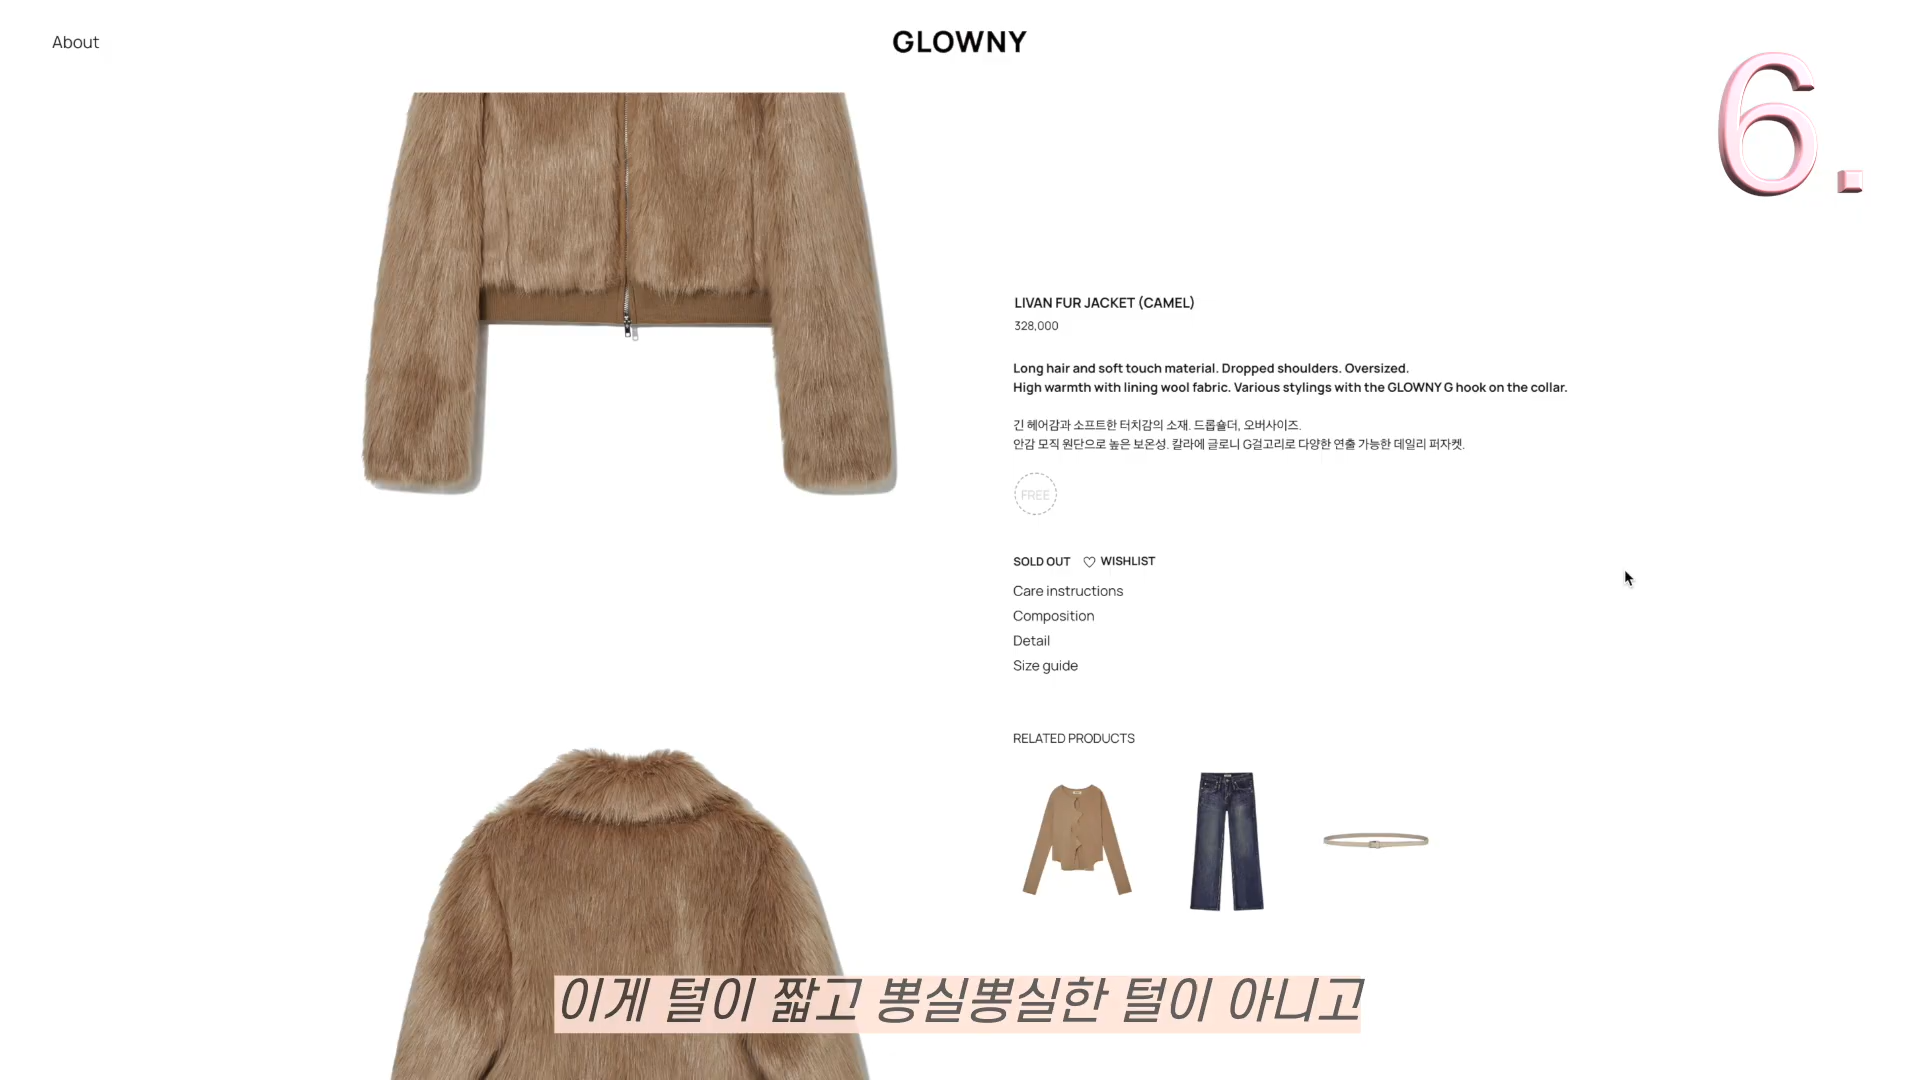 About
GLOWNY
6.
LIVAN FUR JACKET (CAMEL)
328,000
Long hair and soft touch material. Dropped shoulders. Oversized.
High warmth with lining wool fabric. Various stylings with the GLOWNY G hook on the collar.
긴 헤어감과 소프트한 터치감의 소재. 드롭숄더, 오버사이즈.
안감 모직 원단으로 높은 보온성. 칼라에 글로니 G걸고리로 다양한 연출 가능한 데일리 퍼자켓.
FREE
SOLD OUT ♡ WISHLIST
Care instructions
Composition
Detail
Size guide
RELATED PRODUCTS
이게 털이 짧고 뽕실뽕실한 털이 아니고